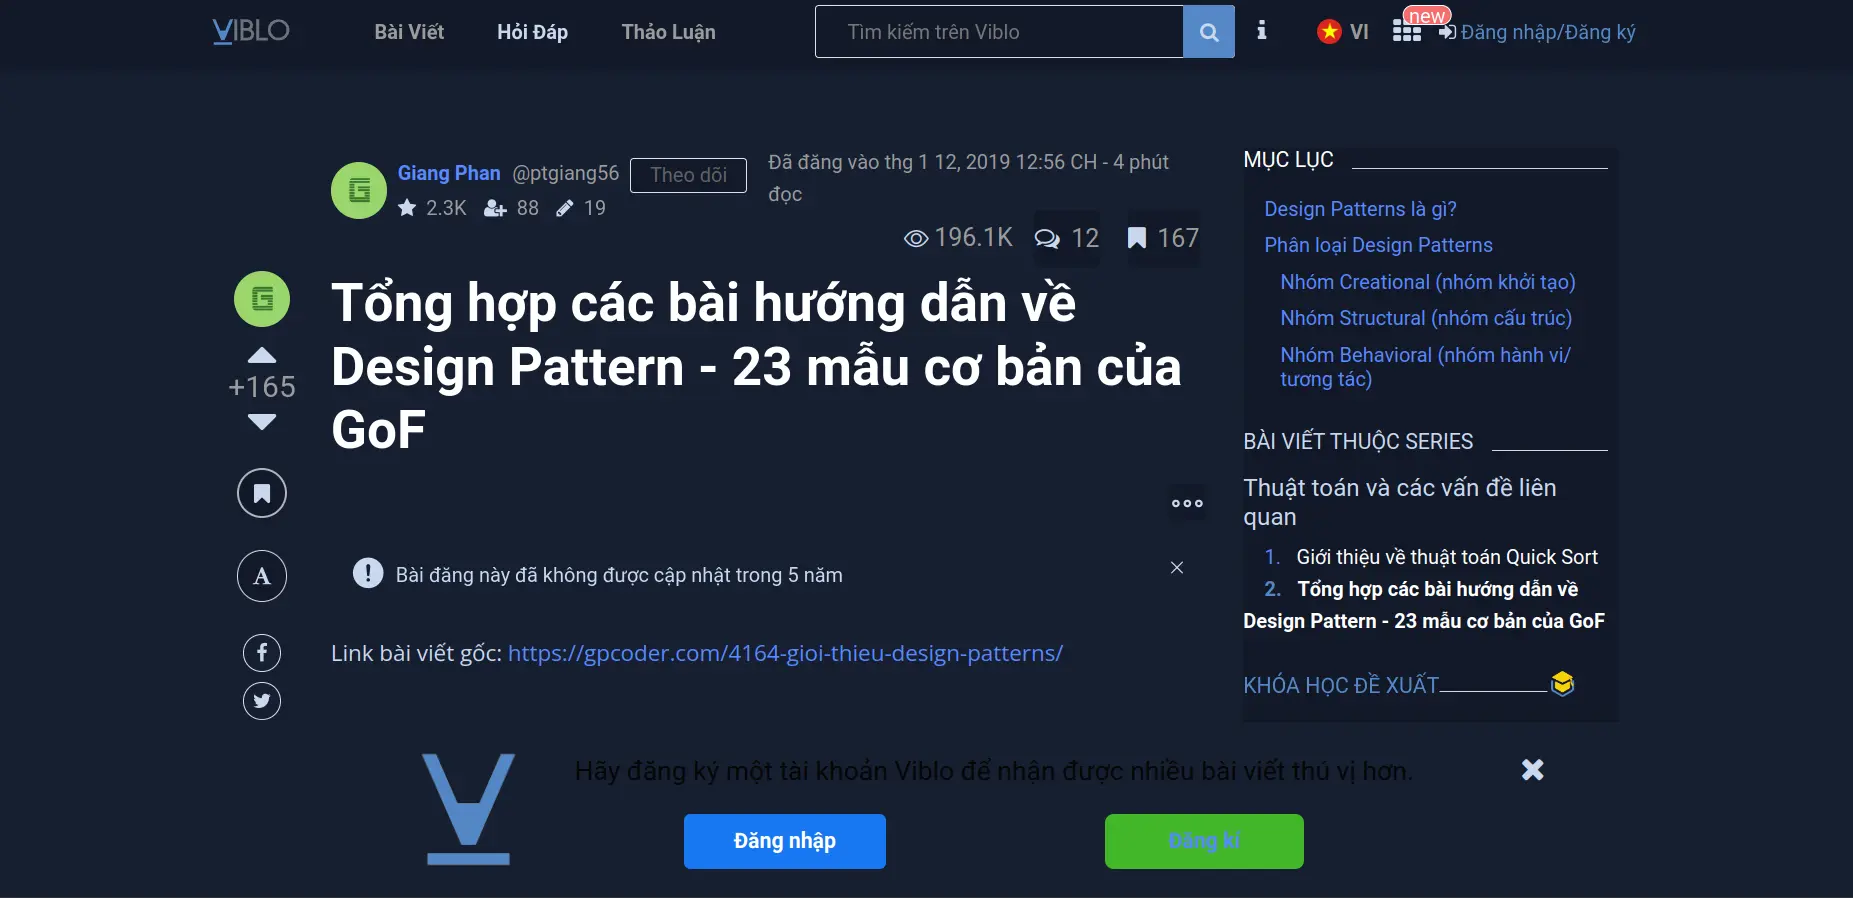 VIBLO
Bài Viết
Hỏi Đáp
Thảo Luận
Tìm kiếm trên Viblo
VI
new
Đăng nhập/Đăng ký
Giang Phan @ptgiang56
Theo dõi
2.3K 88 19
Đã đăng vào thg 1 12, 2019 12:56 CH - 4 phút
đọc
196.1K 12 167
G
G
+165
Tổng hợp các bài hướng dẫn về
Design Pattern - 23 mẫu cơ bản của
GoF
A
Bài đăng này đã không được cập nhật trong 5 năm
Link bài viết gốc: https://gpcoder.com/4164-gioi-thieu-design-patterns/
MỤC LỤC
Design Patterns là gì?
Phân loại Design Patterns
Nhóm Creational (nhóm khởi tạo)
Nhóm Structural (nhóm cấu trúc)
Nhóm Behavioral (nhóm hành vi/
tương tác)
BÀI VIẾT THUỘC SERIES
Thuật toán và các vấn đề liên
quan
1. Giới thiệu về thuật toán Quick Sort
2. Tổng hợp các bài hướng dẫn về
Design Pattern - 23 mẫu cơ bản của GoF
KHÓA HỌC ĐỀ XUẤT
Hãy đăng ký một tài khoản Viblo để nhận được nhiều bài viết thú vị hơn.
Đăng nhập
Đăng kí